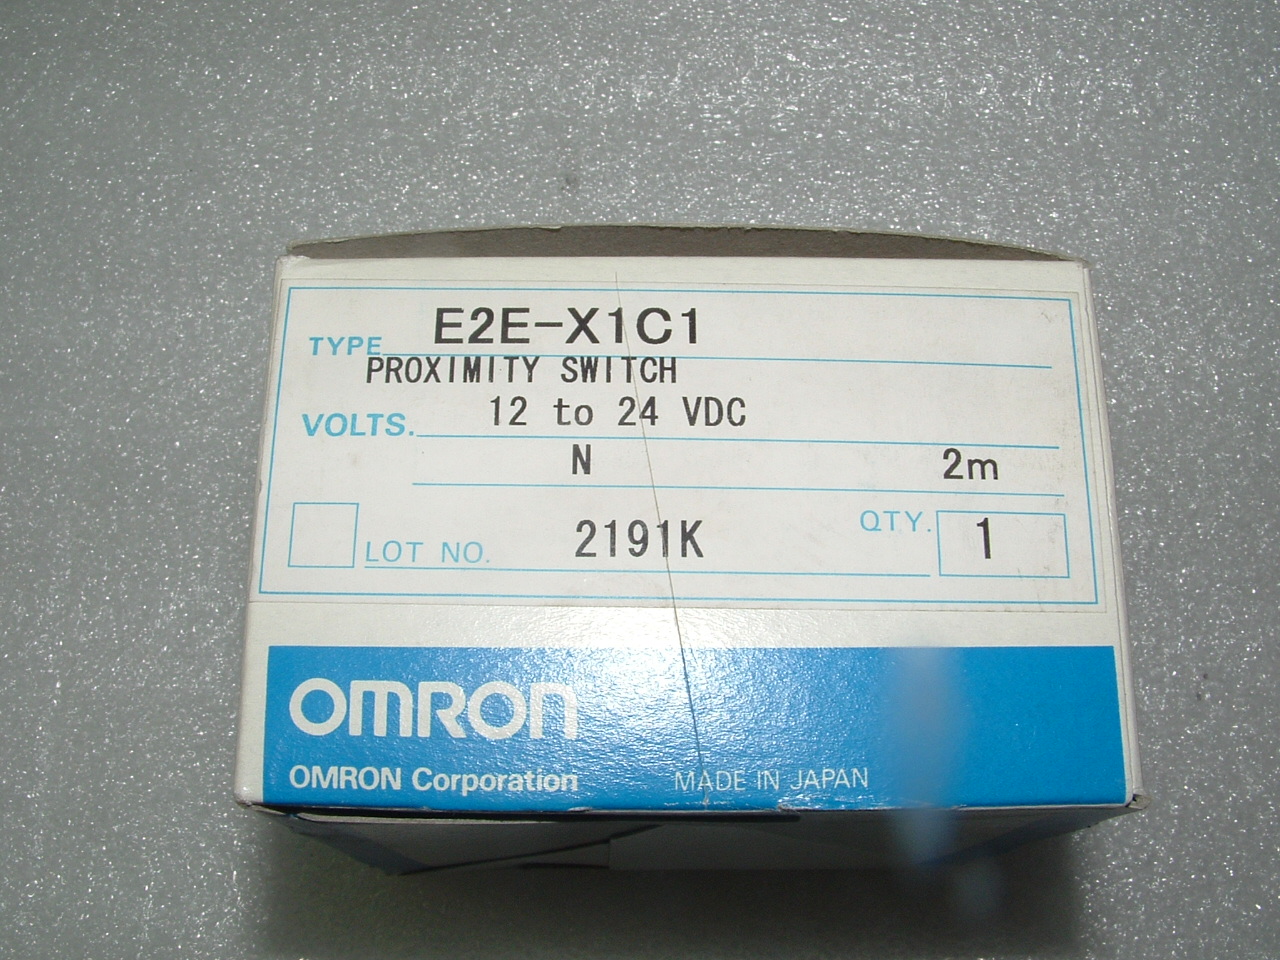 TYPE E2E-X1C1
PROXIMITY SWITCH
VOLTS. 12 to 24 VDC
N 2m
LOT NO. 2191K QTY. 1
OMRON
OMRON Corporation MADE IN JAPAN